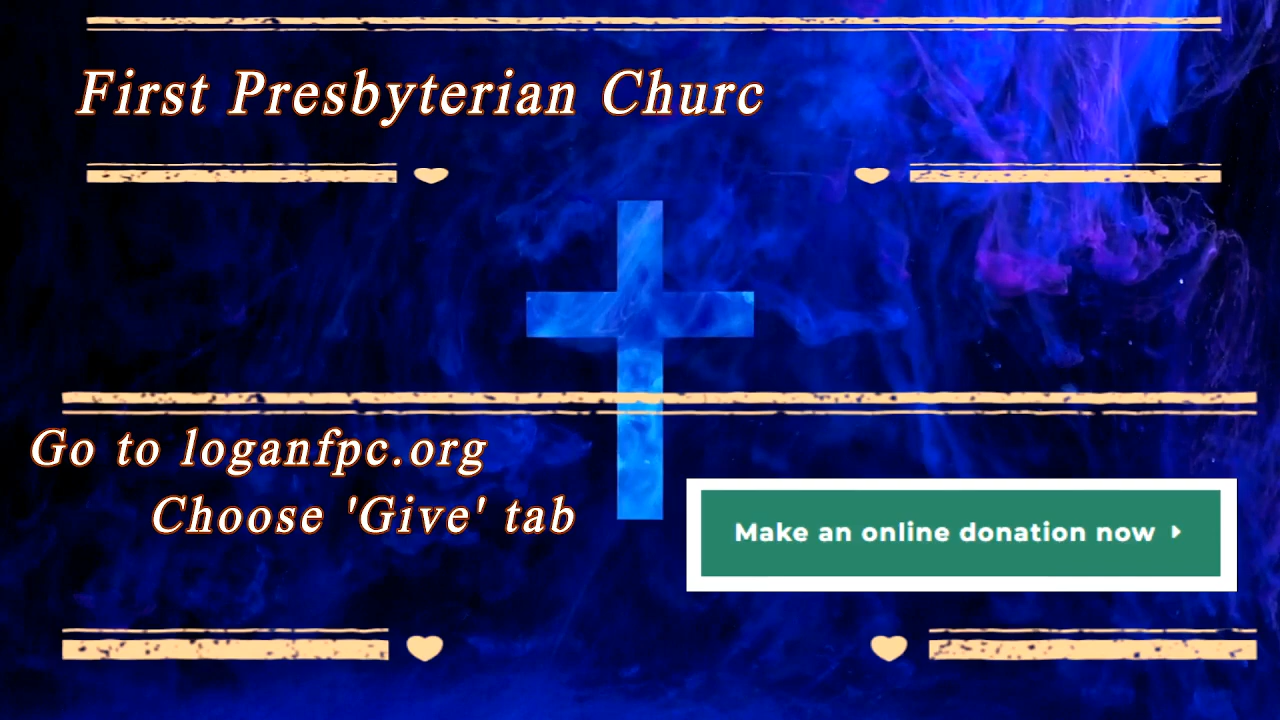 First Presbyterian Churc
Go to loganfpc.org
Choose 'Give' tab
Make an online donation now